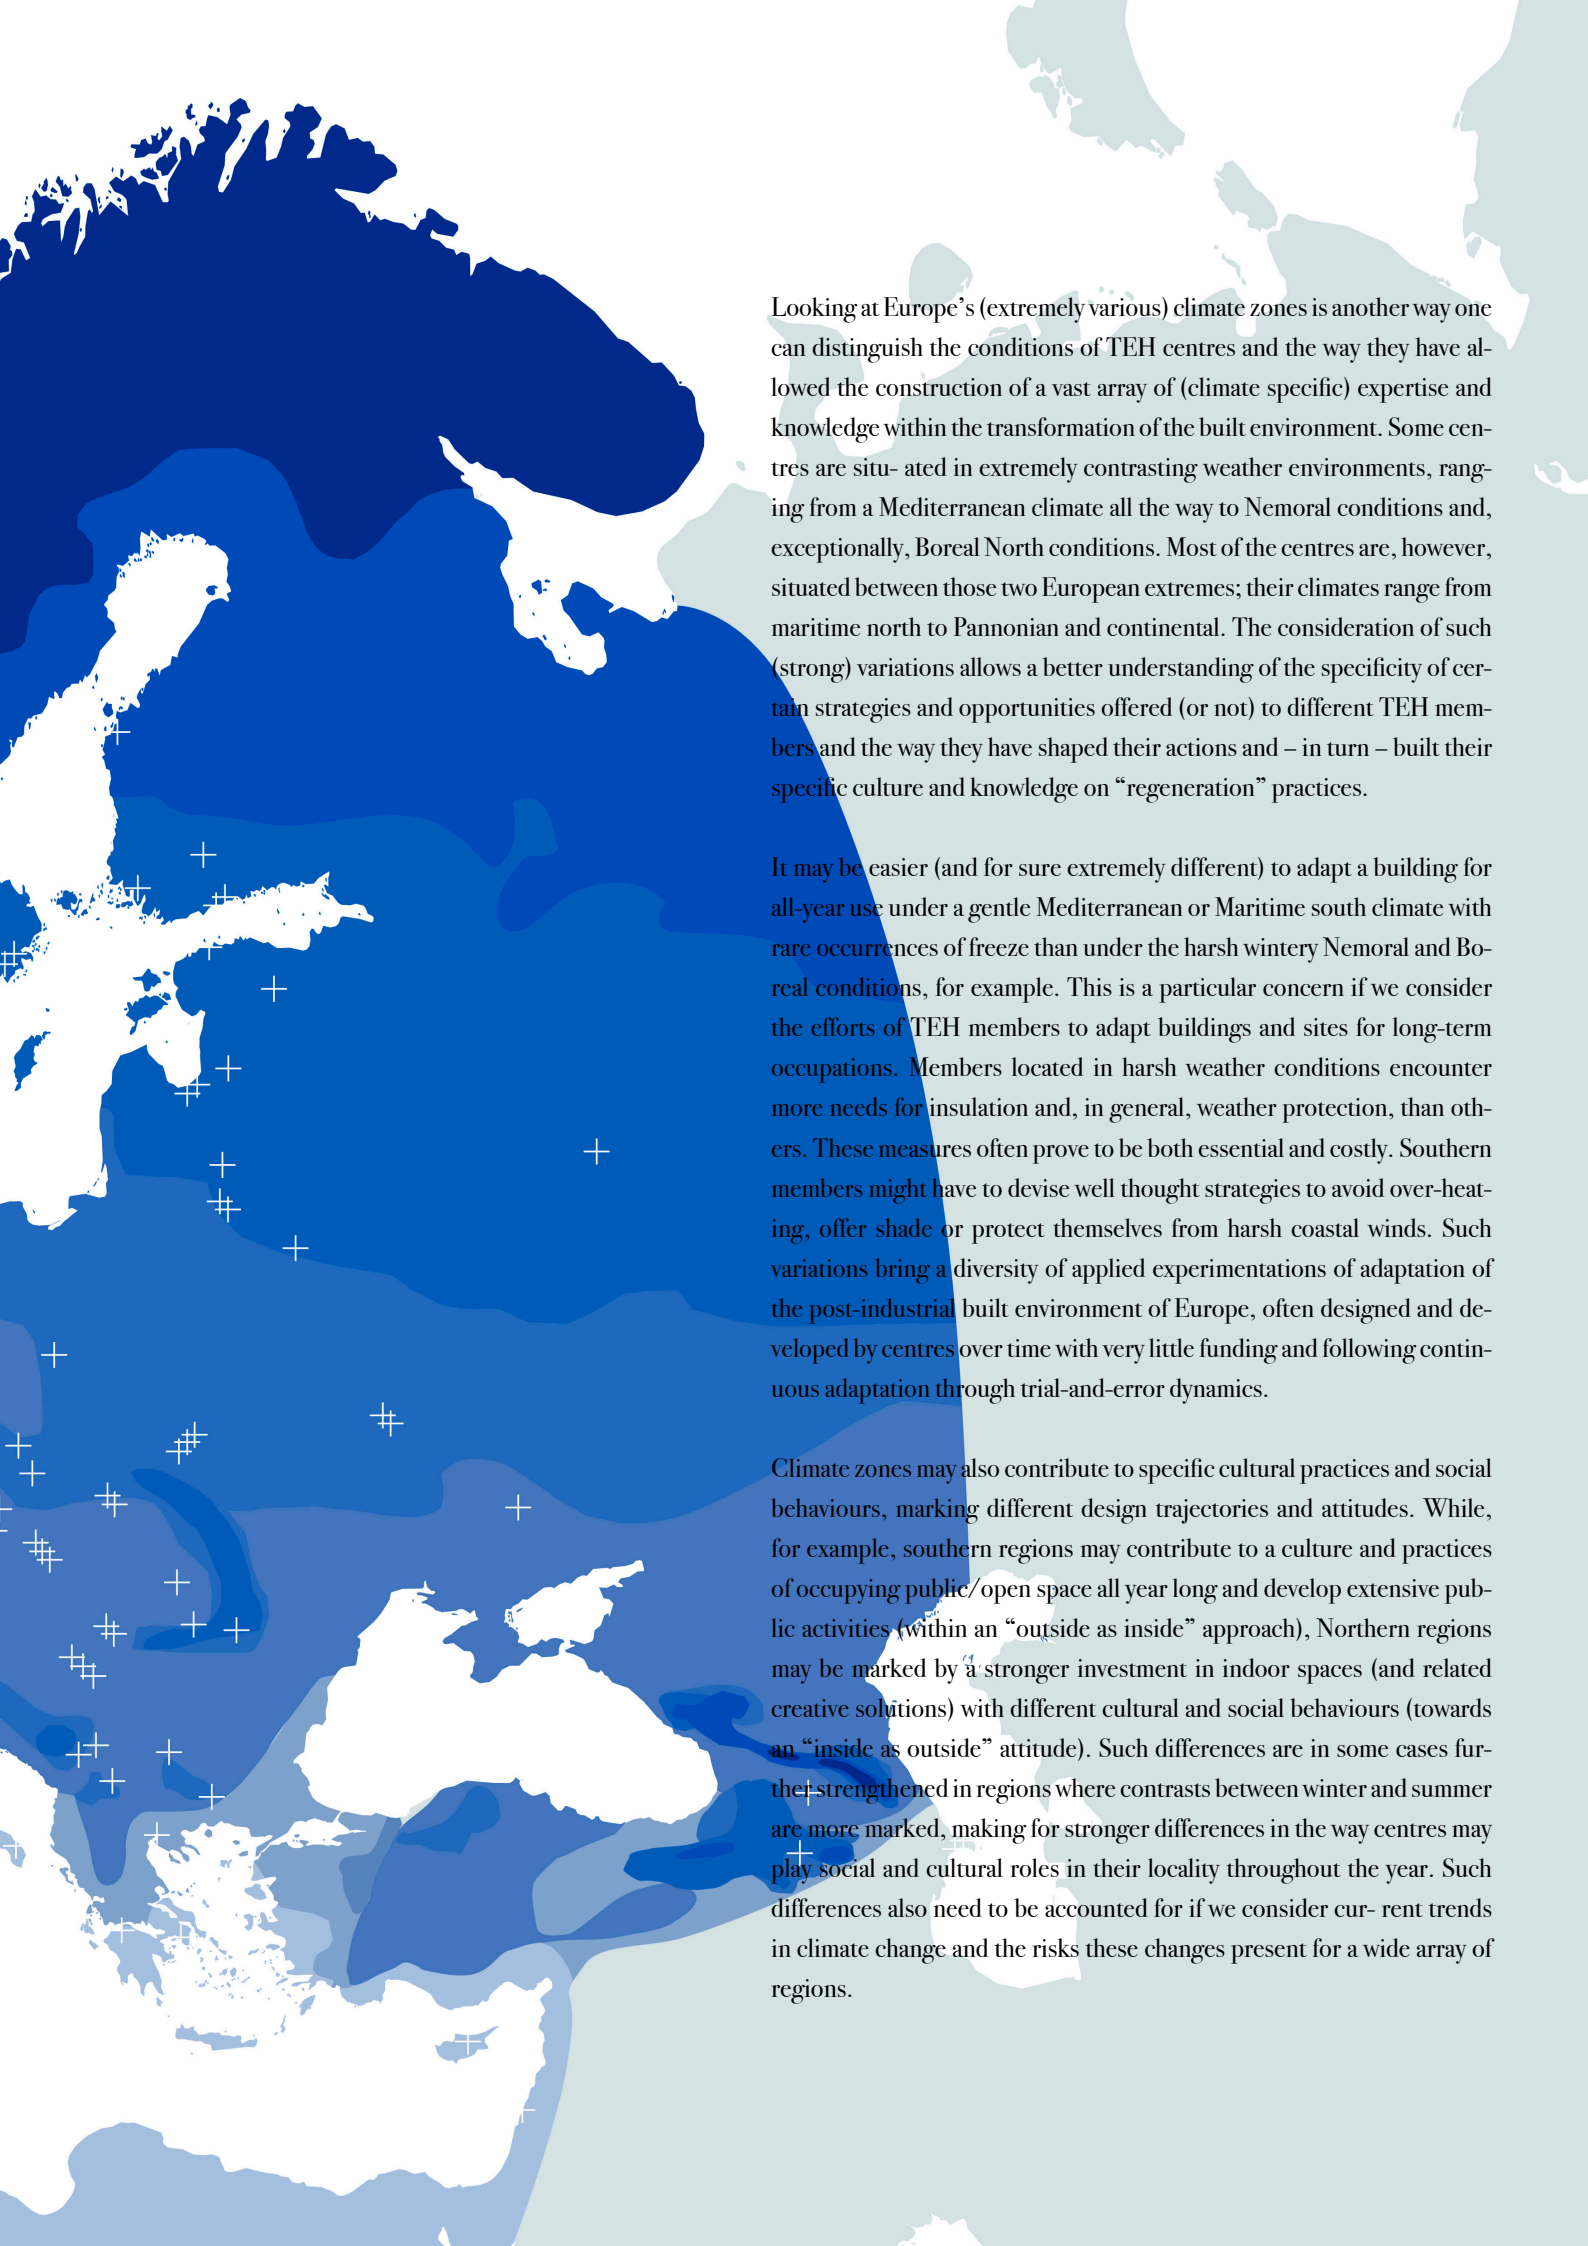 Looking at Europe’s (extremely various) climate zones is another way one
can distinguish the conditions of TEH centres and the way they have al-
lowed the construction of a vast array of (climate specific) expertise and
knowledge within the transformation of the built environment. Some cen-
tres are situ- ated in extremely contrasting weather environments, rang-
ing from a Mediterranean climate all the way to Nemoral conditions and,
exceptionally, Boreal North conditions. Most of the centres are, however,
situated between those two European extremes; their climates range from
maritime north to Pannonian and continental. The consideration of such
(strong) variations allows a better understanding of the specificity of cer-
tain strategies and opportunities offered (or not) to different TEH mem-
bers and the way they have shaped their actions and – in turn – built their
specific culture and knowledge on “regeneration” practices.
It may be easier (and for sure extremely different) to adapt a building for
all-year use under a gentle Mediterranean or Maritime south climate with
rare occurrences of freeze than under the harsh wintery Nemoral and Bo-
real conditions, for example. This is a particular concern if we consider
the efforts of TEH members to adapt buildings and sites for long-term
occupations. Members located in harsh weather conditions encounter
more needs for insulation and, in general, weather protection, than oth-
ers. These measures often prove to be both essential and costly. Southern
members might have to devise well thought strategies to avoid over-heat-
ing, offer shade or protect themselves from harsh coastal winds. Such
variations bring a diversity of applied experimentations of adaptation of
the post-industrial built environment of Europe, often designed and de-
veloped by centres over time with very little funding and following contin-
uous adaptation through trial-and-error dynamics.
Climate zones may also contribute to specific cultural practices and social
behaviours, marking different design trajectories and attitudes. While,
for example, southern regions may contribute to a culture and practices
of occupying public/open space all year long and develop extensive pub-
lic activities (within an “outside as inside” approach), Northern regions
may be marked by a stronger investment in indoor spaces (and related
creative solutions) with different cultural and social behaviours (towards
an “inside as outside” attitude). Such differences are in some cases fur-
ther strengthened in regions where contrasts between winter and summer
are more marked, making for stronger differences in the way centres may
play social and cultural roles in their locality throughout the year. Such
differences also need to be accounted for if we consider cur- rent trends
in climate change and the risks these changes present for a wide array of
regions.